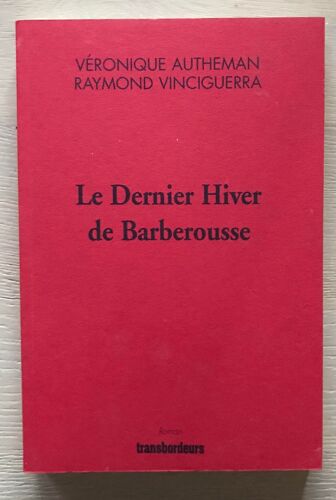 VÉRONIQUE AUTHEMAN
RAYMOND VINCIGUERRA
Le Dernier Hiver
de Barberousse
Roman
transbordeurs